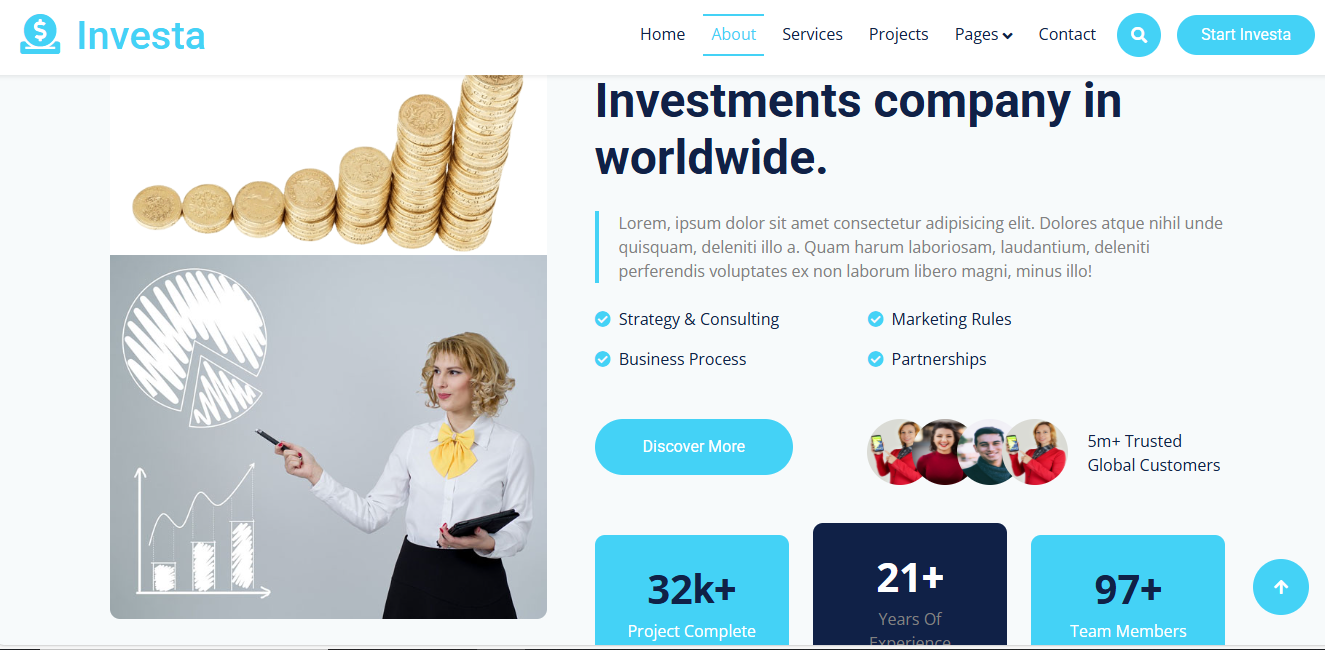 Investa
Home
About
Services
Projects
Pages
Contact
Start Investa
Investments company in
worldwide.
Lorem, ipsum dolor sit amet consectetur adipisicing elit. Dolores atque nihil unde
quisquam, deleniti illo a. Quam harum laboriosam, laudantium, deleniti
perferendis voluptates ex non laborum libero magni, minus illo!
Strategy & Consulting
Marketing Rules
Business Process
Partnerships
Discover More
5m+ Trusted
Global Customers
32k+
Project Complete
21+
Years Of
Experience
97+
Team Members